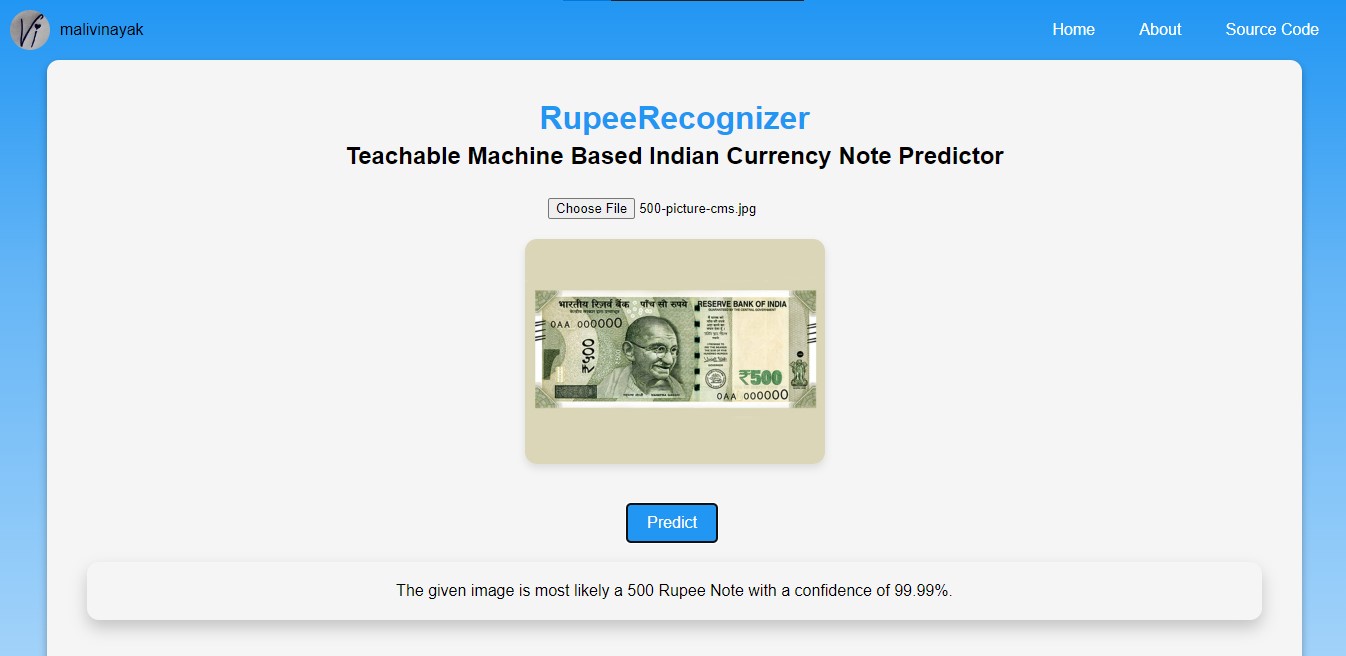 malivinayak
Home About Source Code
RupeeRecognizer
Teachable Machine Based Indian Currency Note Predictor
Choose File 500-picture-cms.jpg
भारतीय रिज़र्व बैंक पाँच सौ रुपये RESERVE BANK OF INDIA
0AA 000000
₹५००
₹500
0AA 000000
Predict
The given image is most likely a 500 Rupee Note with a confidence of 99.99%.